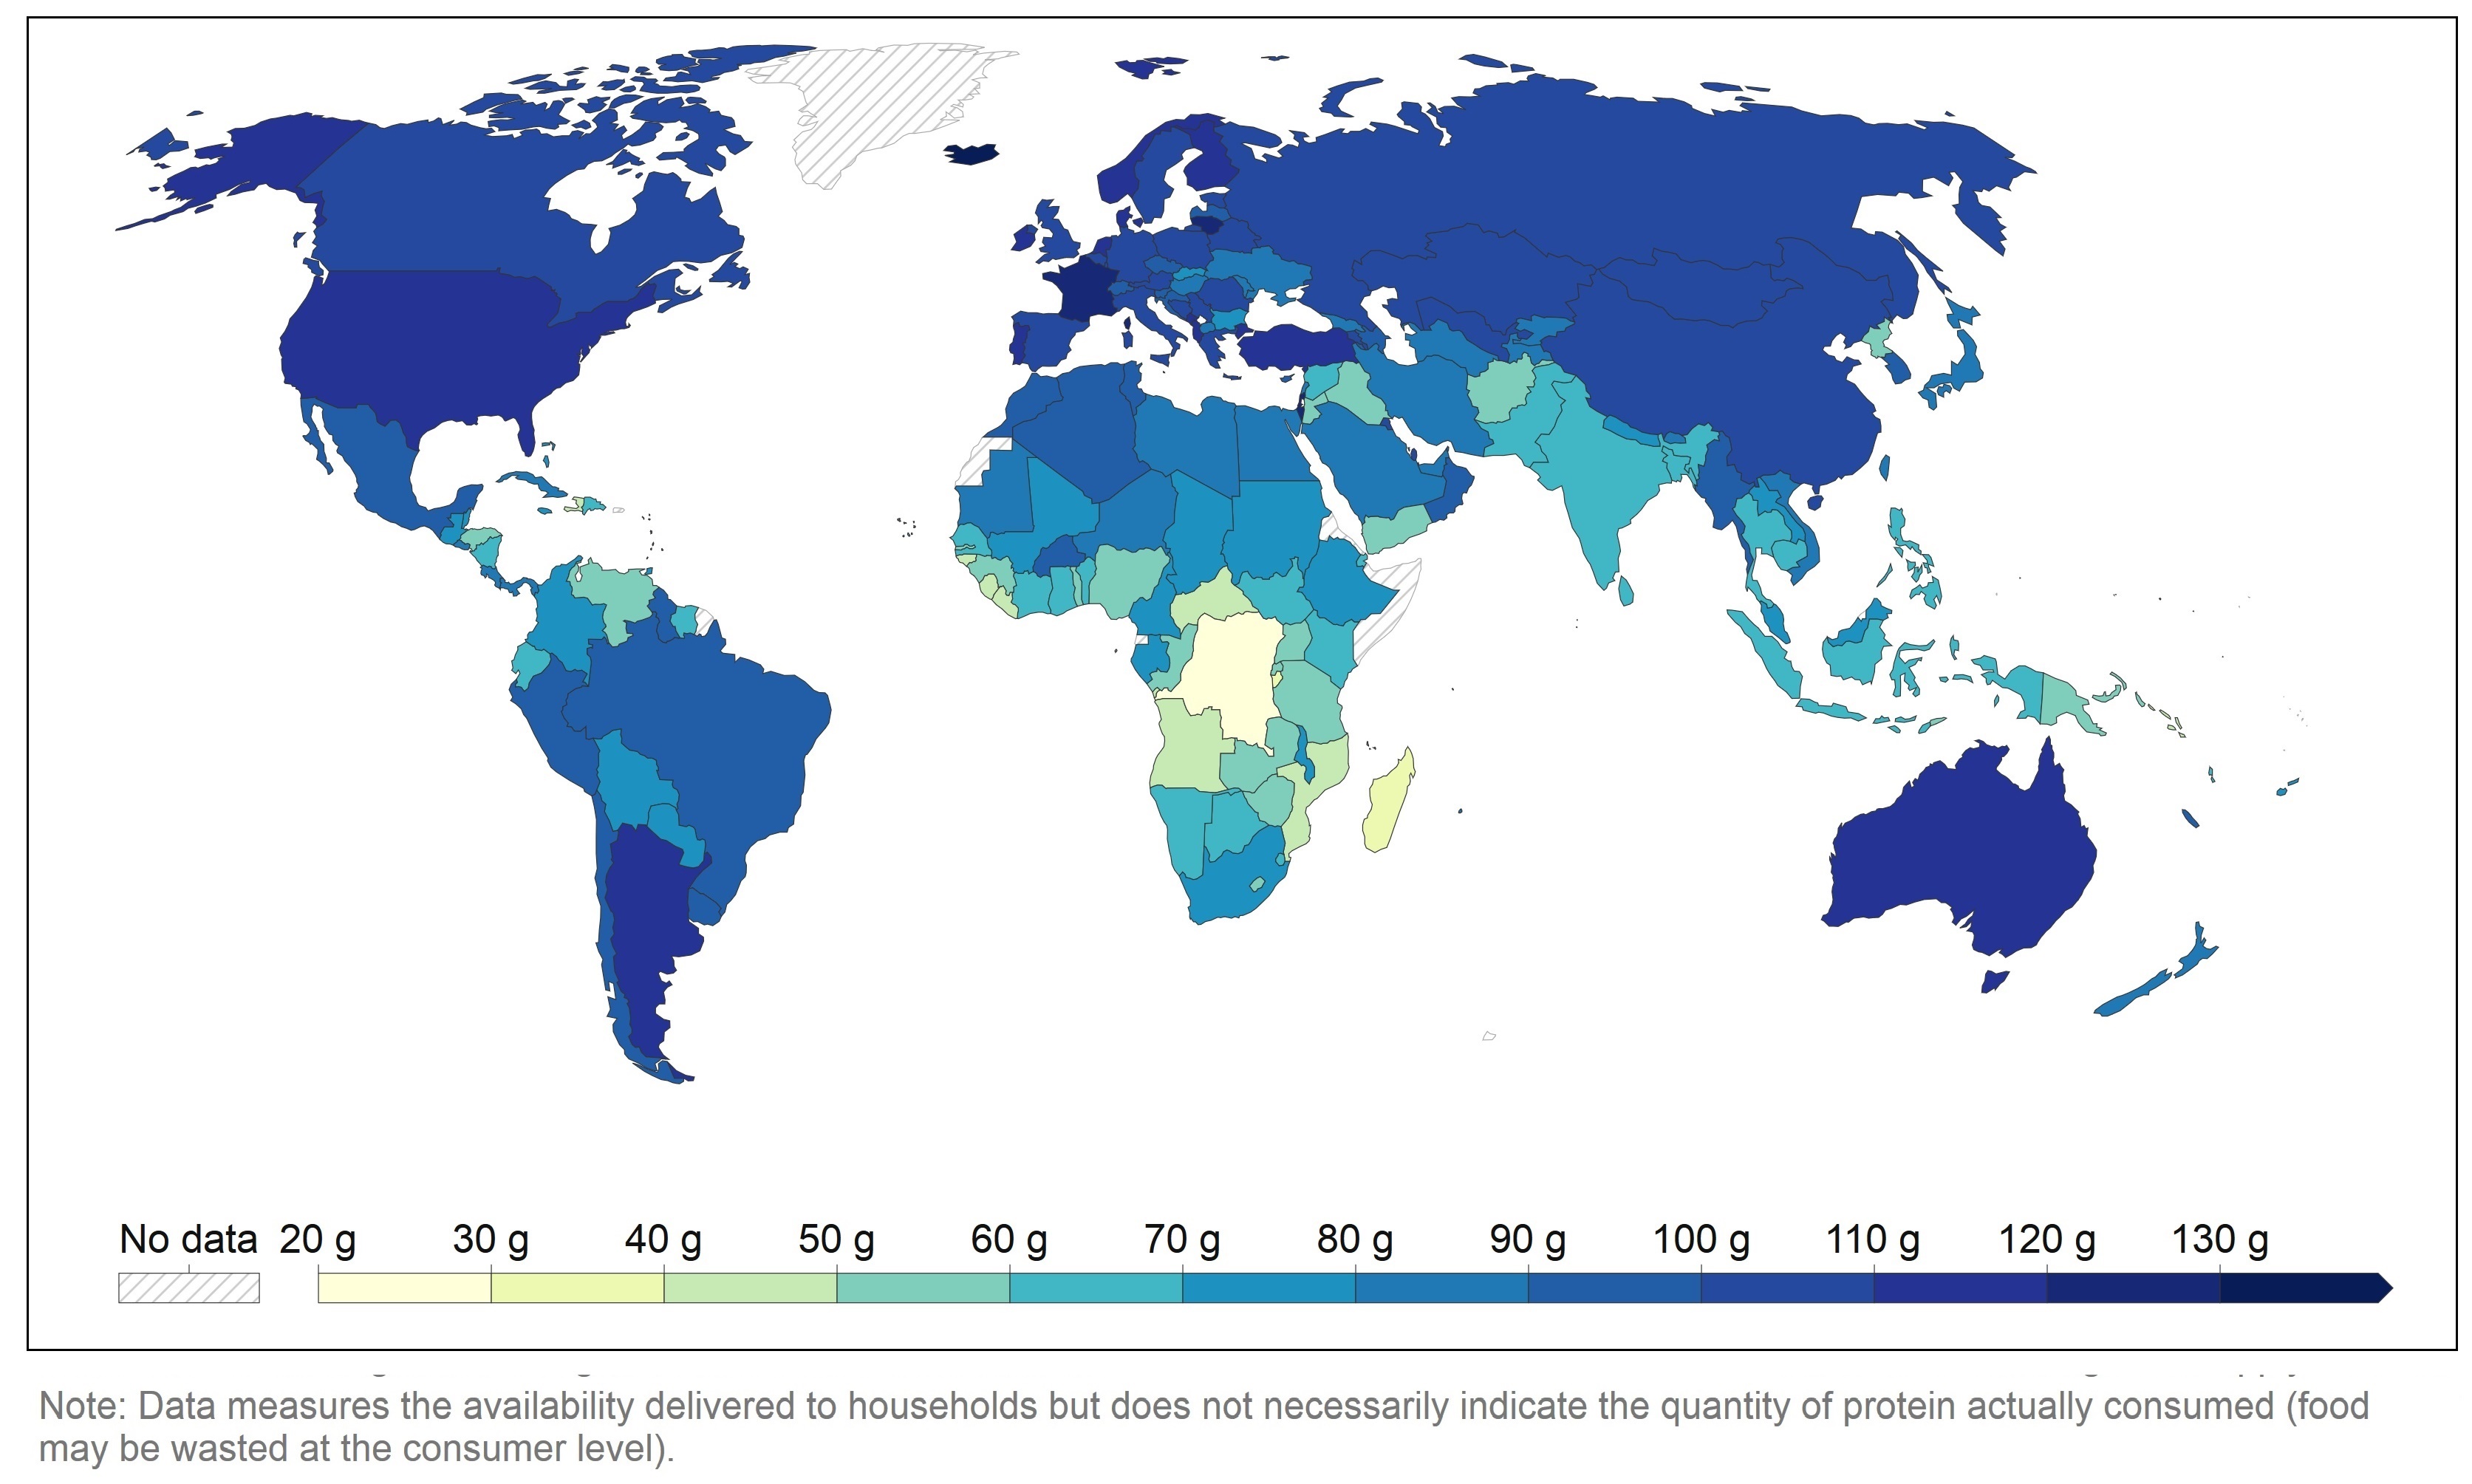 No data 20 g 30 g 40 g 50 g 60 g 70 g 80 g 90 g 100 g 110 g 120 g 130 g
Note: Data measures the availability delivered to households but does not necessarily indicate the quantity of protein actually consumed (food
may be wasted at the consumer level).